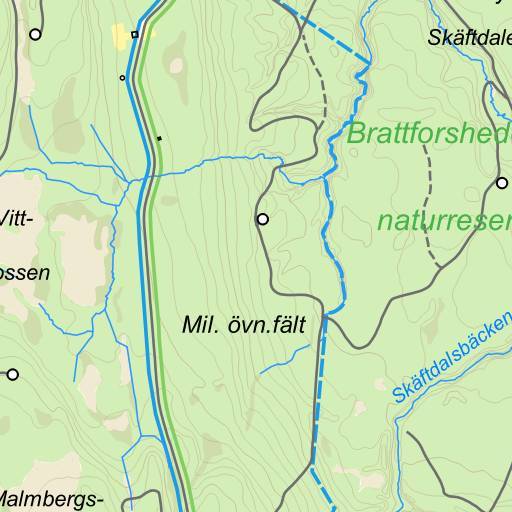 Skäftdale
Brattforshede
Vitt-
naturreser
ossen
Mil. övn.fält
Skäftdalsbäcken
Malmbergs-